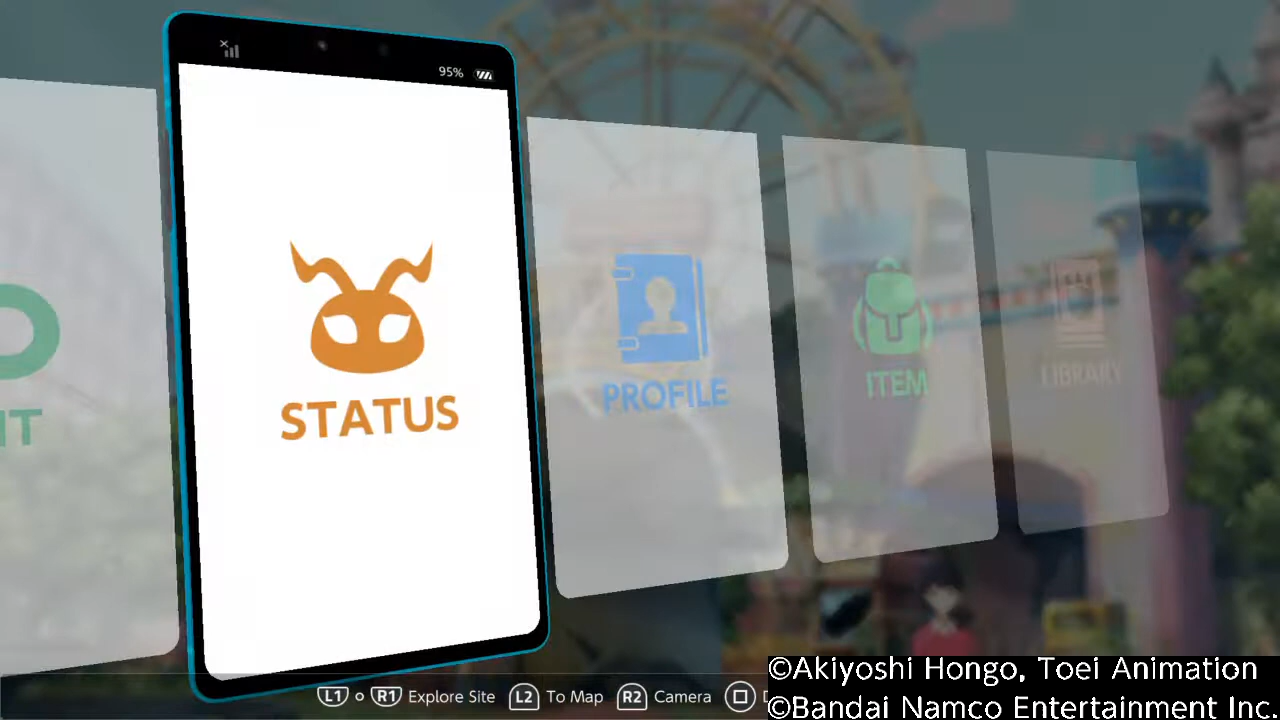 95%
IT
STATUS
PROFILE
ITEM
LIBRARY
L1 o R1 Explore Site L2 To Map R2 Camera
©Akiyoshi Hongo, Toei Animation
©Bandai Namco Entertainment Inc.